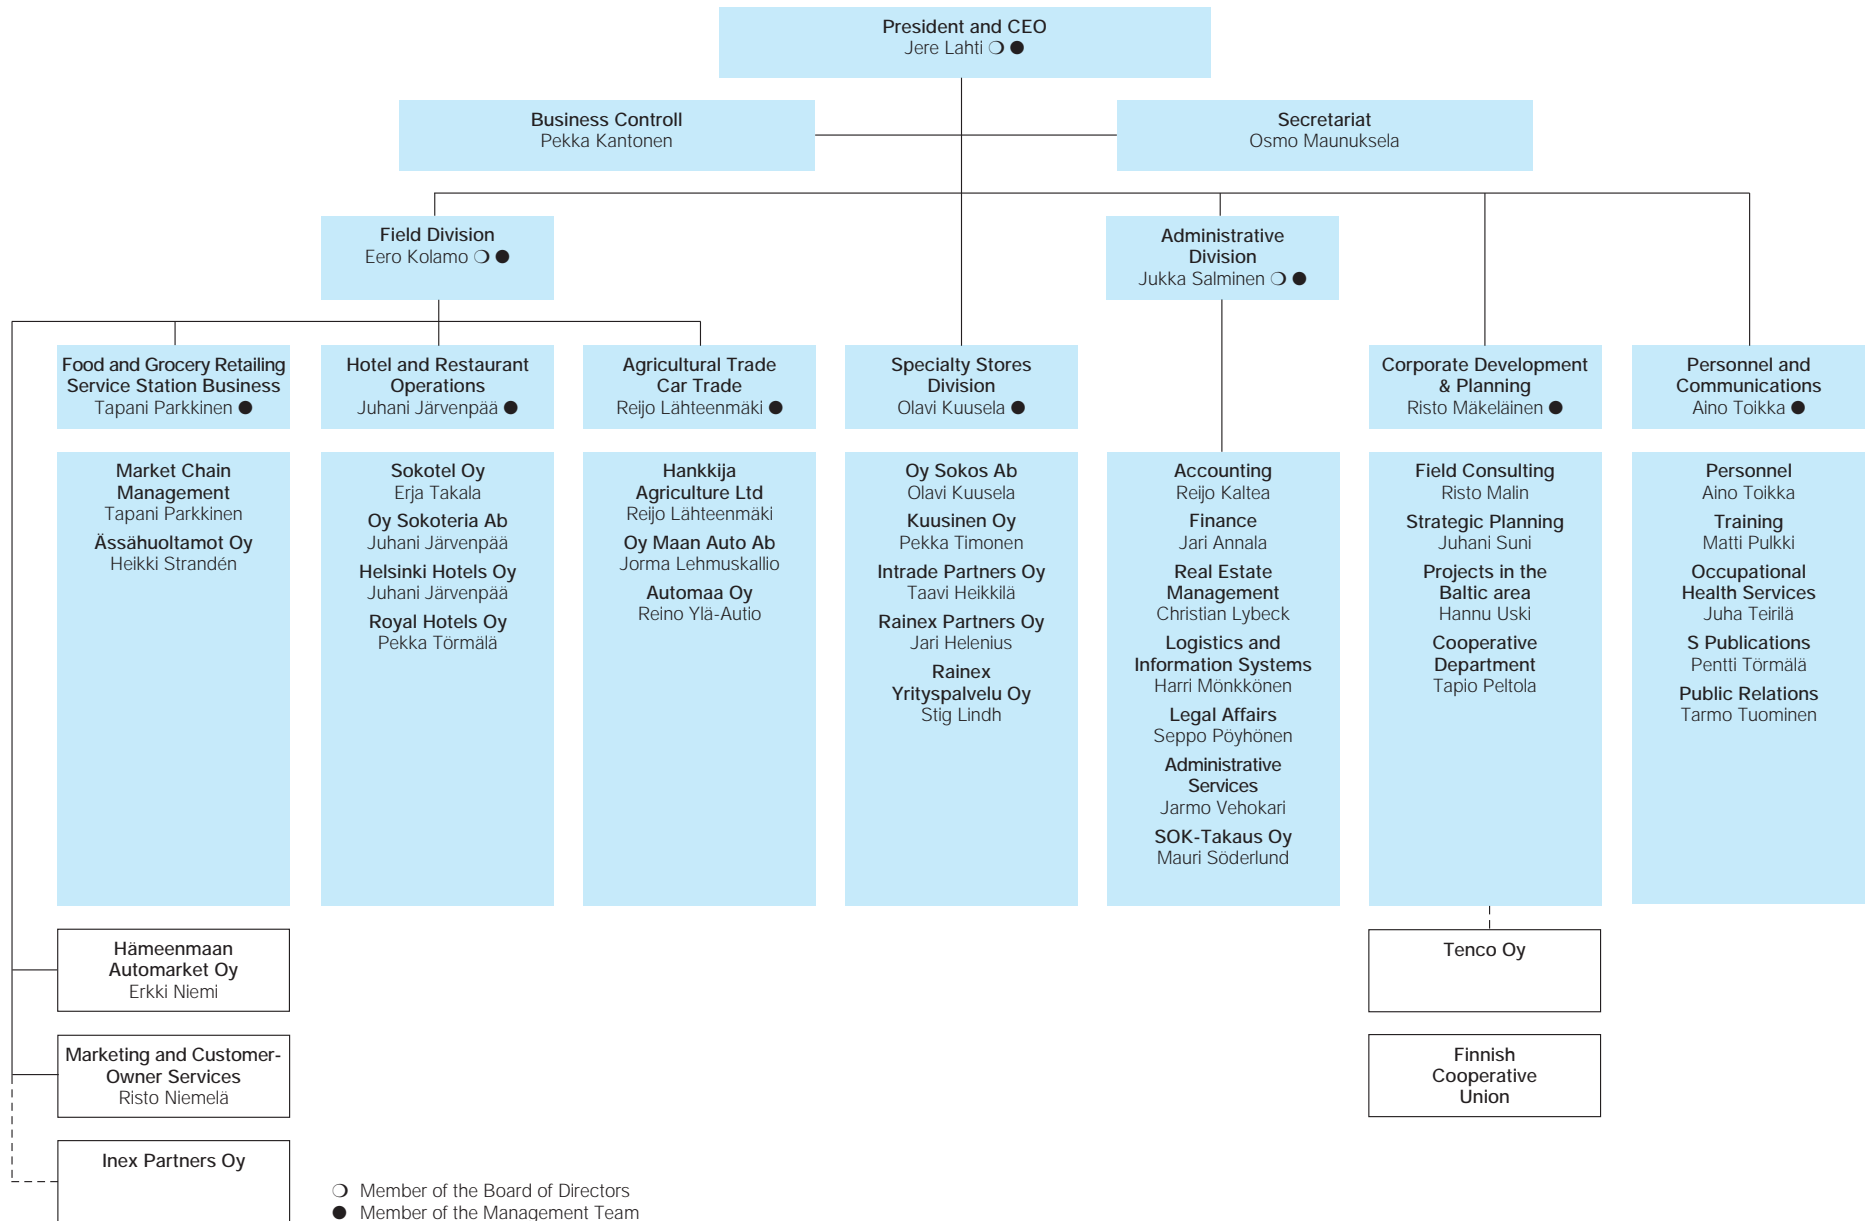 President and CEO
Jere Lahti ❍ ●
Business Controll
Pekka Kantonen
Secretariat
Osmo Maunuksela
Field Division
Eero Kolamo ❍ ●
Administrative
Division
Jukka Salminen ❍ ●
Food and Grocery Retailing
Service Station Business
Tapani Parkkinen ●
Hotel and Restaurant
Operations
Juhani Järvenpää ●
Agricultural Trade
Car Trade
Reijo Lähteenmäki ●
Specialty Stores
Division
Olavi Kuusela ●
Corporate Development
& Planning
Risto Mäkeläinen ●
Personnel and
Communications
Aino Toikka ●
Market Chain
Management
Tapani Parkkinen
Ässähuoltamot Oy
Heikki Strandén
Sokotel Oy
Erja Takala
Oy Sokoteria Ab
Juhani Järvenpää
Helsinki Hotels Oy
Juhani Järvenpää
Royal Hotels Oy
Pekka Törmälä
Hankkija
Agriculture Ltd
Reijo Lähteenmäki
Oy Maan Auto Ab
Jorma Lehmuskallio
Automaa Oy
Reino Ylä-Autio
Oy Sokos Ab
Olavi Kuusela
Kuusinen Oy
Pekka Timonen
Intrade Partners Oy
Taavi Heikkilä
Rainex Partners Oy
Jari Helenius
Rainex
Yrityspalvelu Oy
Stig Lindh
Accounting
Reijo Kaltea
Finance
Jari Annala
Real Estate
Management
Christian Lybeck
Logistics and
Information Systems
Harri Mönkkönen
Legal Affairs
Seppo Pöyhönen
Administrative
Services
Jarmo Vehokari
SOK-Takaus Oy
Mauri Söderlund
Field Consulting
Risto Malin
Strategic Planning
Juhani Suni
Projects in the
Baltic area
Hannu Uski
Cooperative
Department
Tapio Peltola
Personnel
Aino Toikka
Training
Matti Pulkki
Occupational
Health Services
Juha Teirilä
S Publications
Pentti Törmälä
Public Relations
Tarmo Tuominen
Hämeenmaan
Automarket Oy
Erkki Niemi
Marketing and Customer-
Owner Services
Risto Niemelä
Inex Partners Oy
Tenco Oy
Finnish
Cooperative
Union
❍ Member of the Board of Directors
● Member of the Management Team